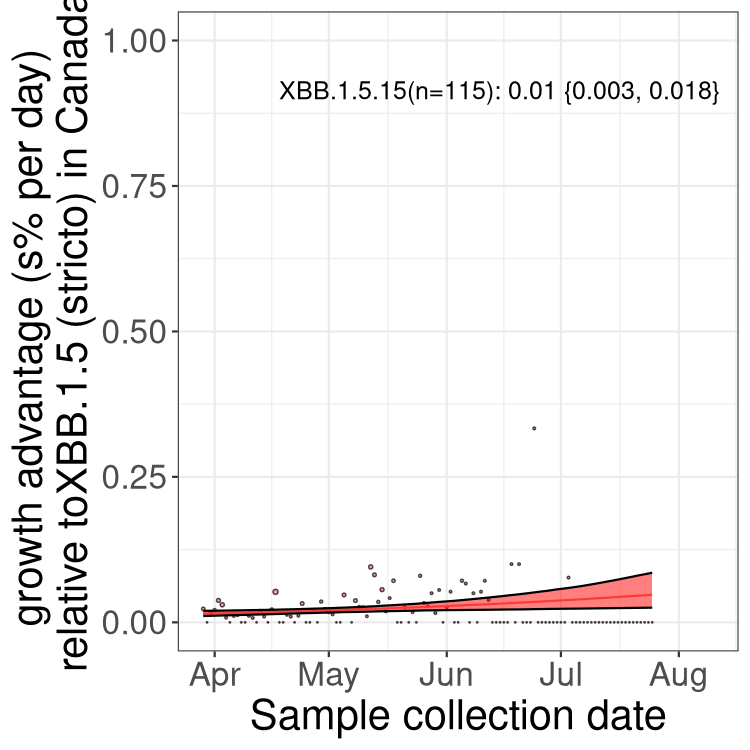 growth advantage (s% per day)
relative toXBB.1.5 (stricto) in Canada
1.00
0.75
0.50
0.25
0.00
XBB.1.5.15(n=115): 0.01 {0.003, 0.018}
Apr May Jun Jul Aug
Sample collection date